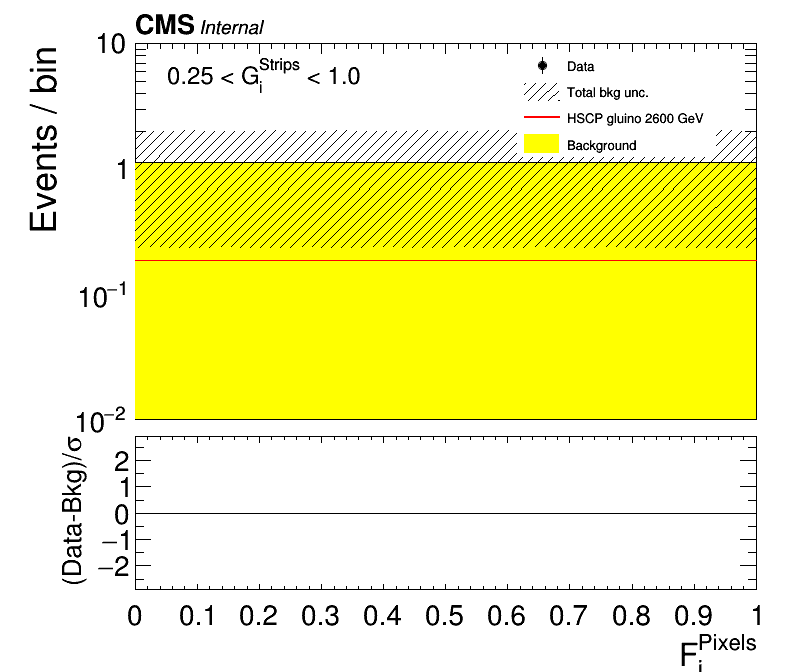 CMS Internal
Events / bin
10
1
10⁻¹
10⁻²
0.25 < G_i^Strips < 1.0
Data
Total bkg unc.
HSCP gluino 2600 GeV
Background
(Data-Bkg)/σ
2
1
0
−1
−2
0 0.1 0.2 0.3 0.4 0.5 0.6 0.7 0.8 0.9 1
F_i^Pixels